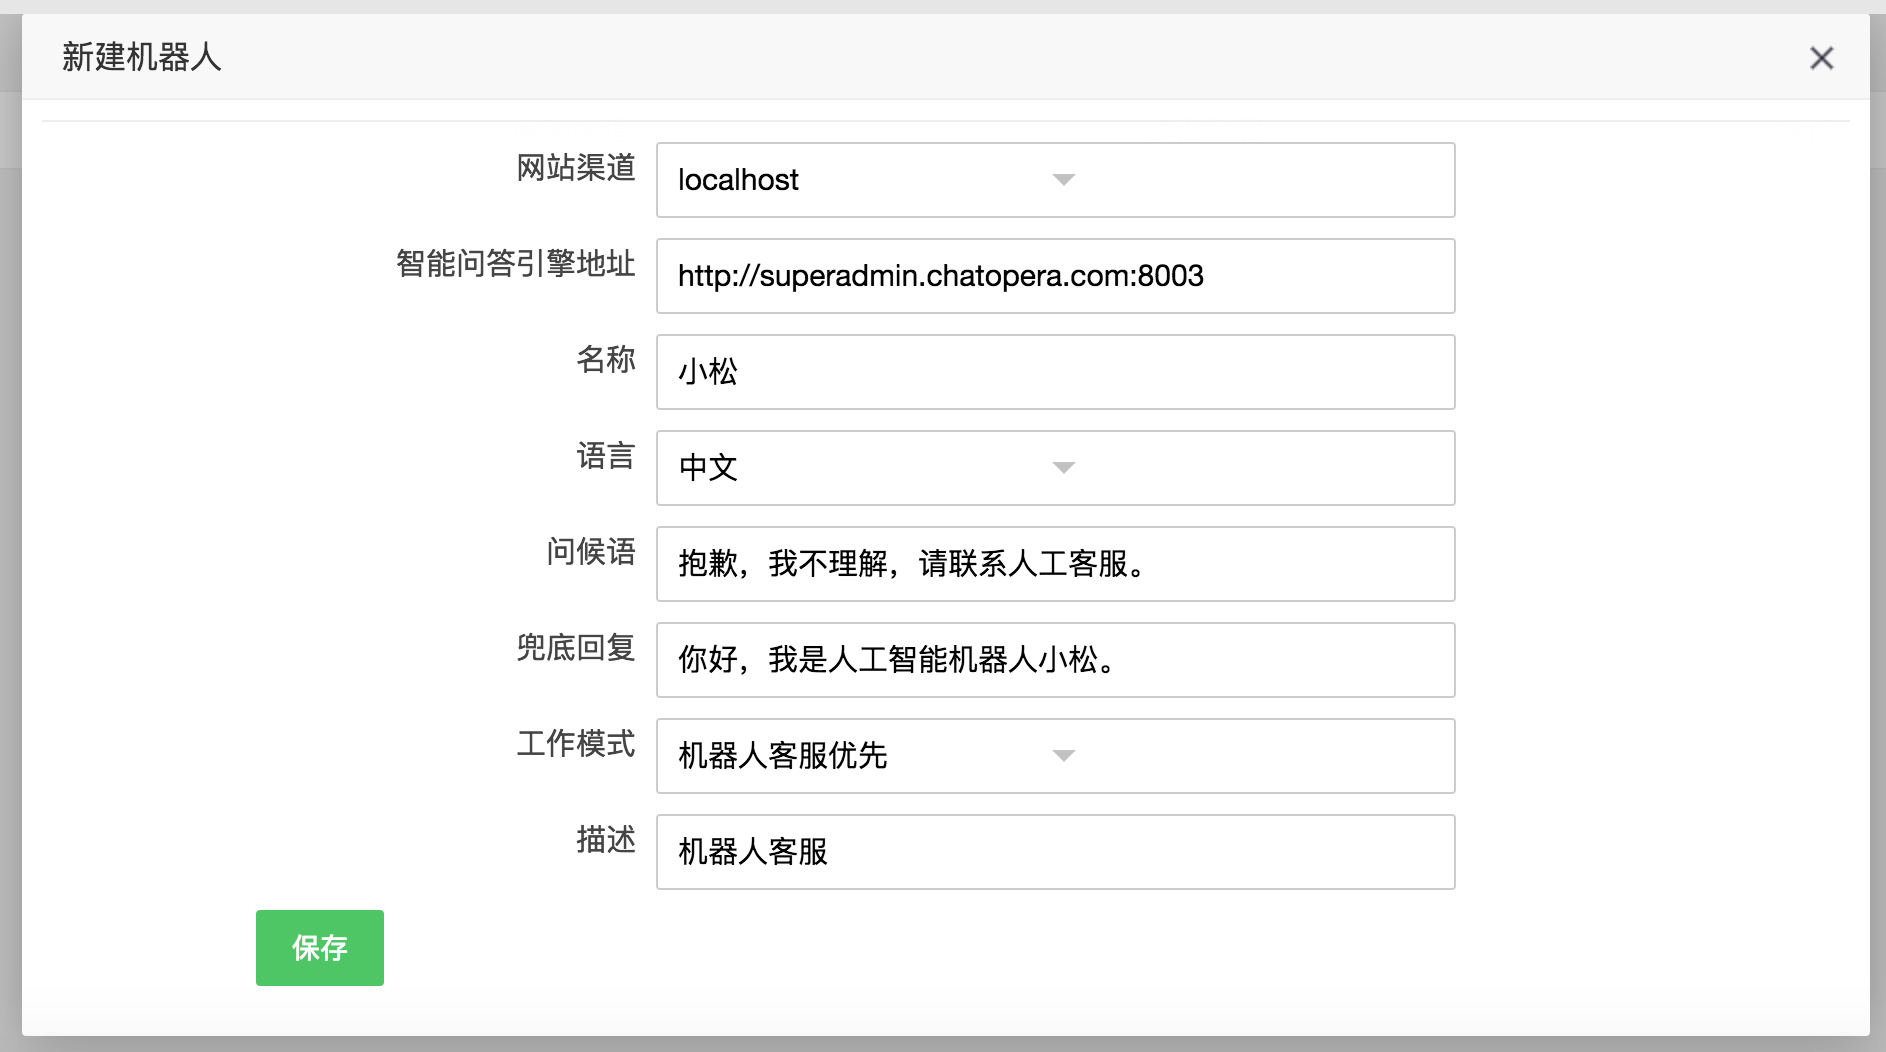 新建机器人
网站渠道 localhost
智能问答引擎地址 http://superadmin.chatopera.com:8003
名称 小松
语言 中文
问候语 抱歉，我不理解，请联系人工客服。
兜底回复 你好，我是人工智能机器人小松。
工作模式 机器人客服优先
描述 机器人客服
保存